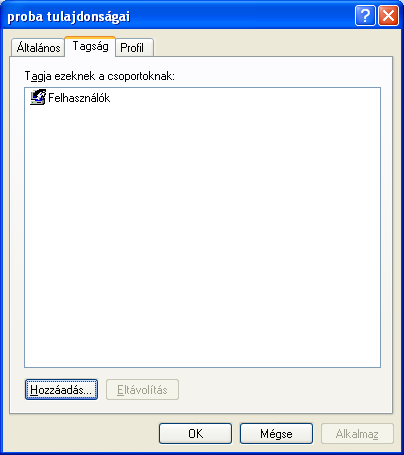 proba tulajdonságai
Általános Tagság Profil
Tagja ezeknek a csoportoknak:
Felhasználók
Hozzáadás... Eltávolítás
OK Mégse Alkalmaz